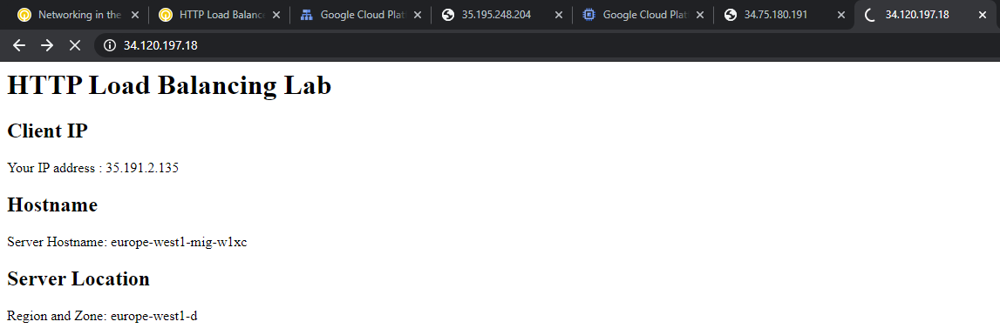 Networking in the
HTTP Load Balanc
Google Cloud Plat
35.195.248.204
Google Cloud Plat
34.75.180.191
34.120.197.18
34.120.197.18
HTTP Load Balancing Lab
Client IP
Your IP address : 35.191.2.135
Hostname
Server Hostname: europe-west1-mig-w1xc
Server Location
Region and Zone: europe-west1-d